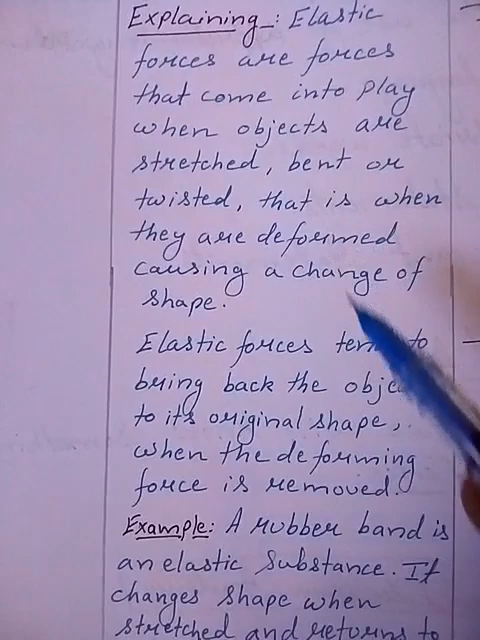 Explaining : Elastic
forces are forces
that come into play
when objects are
stretched, bent or
twisted, that is when
they are deformed
causing a change of
shape.
Elastic forces tend to
bring back the object
to its original shape,
when the deforming
force is removed.
Example: A rubber band is
an elastic substance. It
changes shape when
stretched and returns to